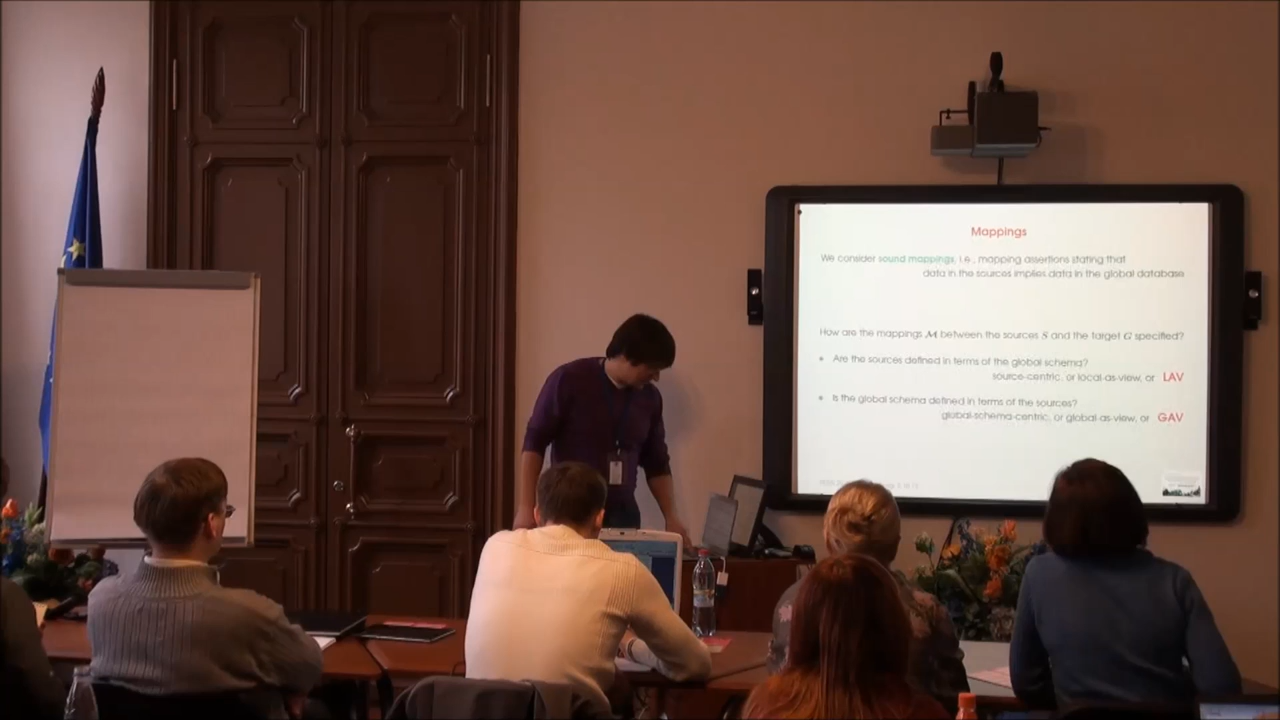 Mappings
We consider sound mappings, i.e., mapping assertions stating that
data in the sources implies data in the global database
How are the mappings M between the sources S and the target G specified?
• Are the sources defined in terms of the global schema?
source-centric, or local-as-view, or LAV
• Is the global schema defined in terms of the sources?
global-schema-centric, or global-as-view, or GAV